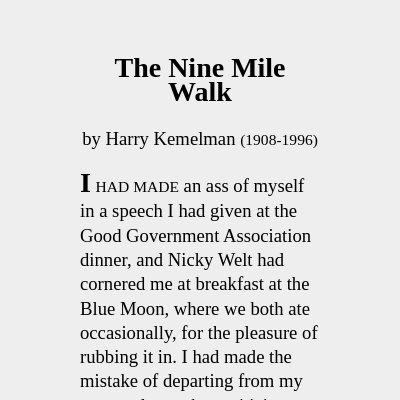 The Nine Mile
Walk
by Harry Kemelman (1908-1996)
I HAD MADE an ass of myself
in a speech I had given at the
Good Government Association
dinner, and Nicky Welt had
cornered me at breakfast at the
Blue Moon, where we both ate
occasionally, for the pleasure of
rubbing it in. I had made the
mistake of departing from my